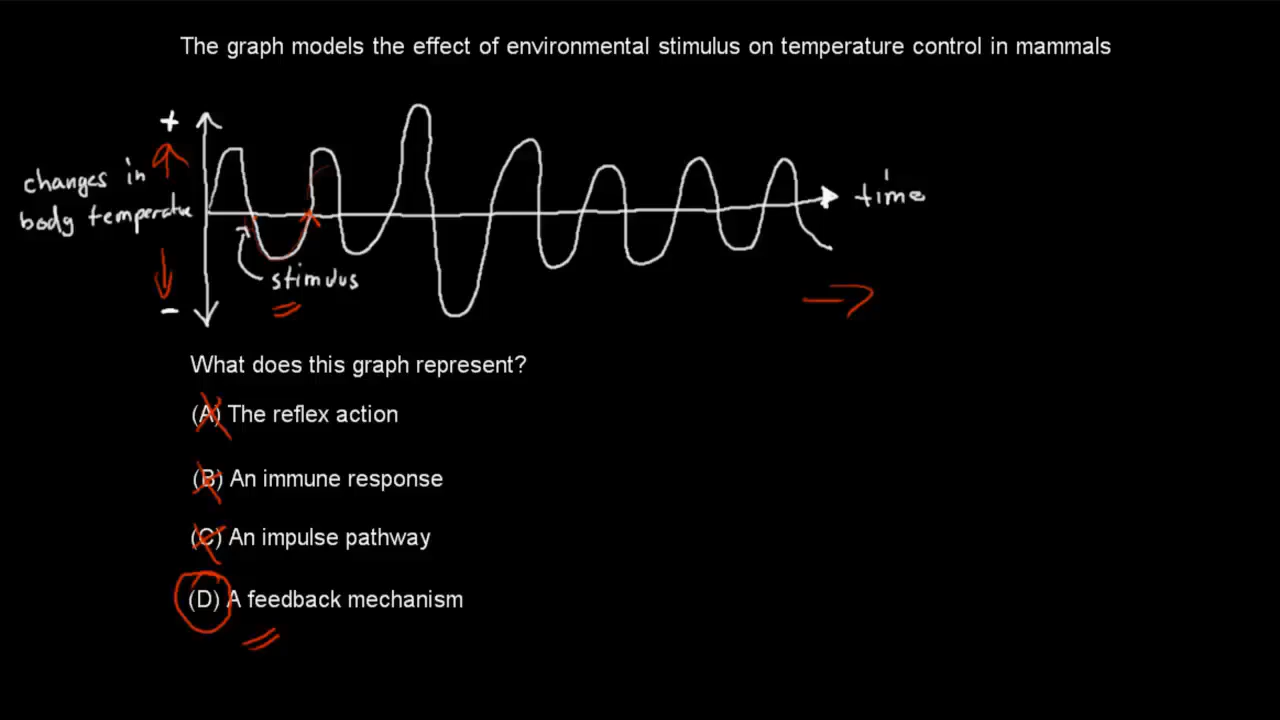 The graph models the effect of environmental stimulus on temperature control in mammals
+
changes in
body temperature
-
time
stimulus
What does this graph represent?
(A) The reflex action
(B) An immune response
(C) An impulse pathway
(D) A feedback mechanism